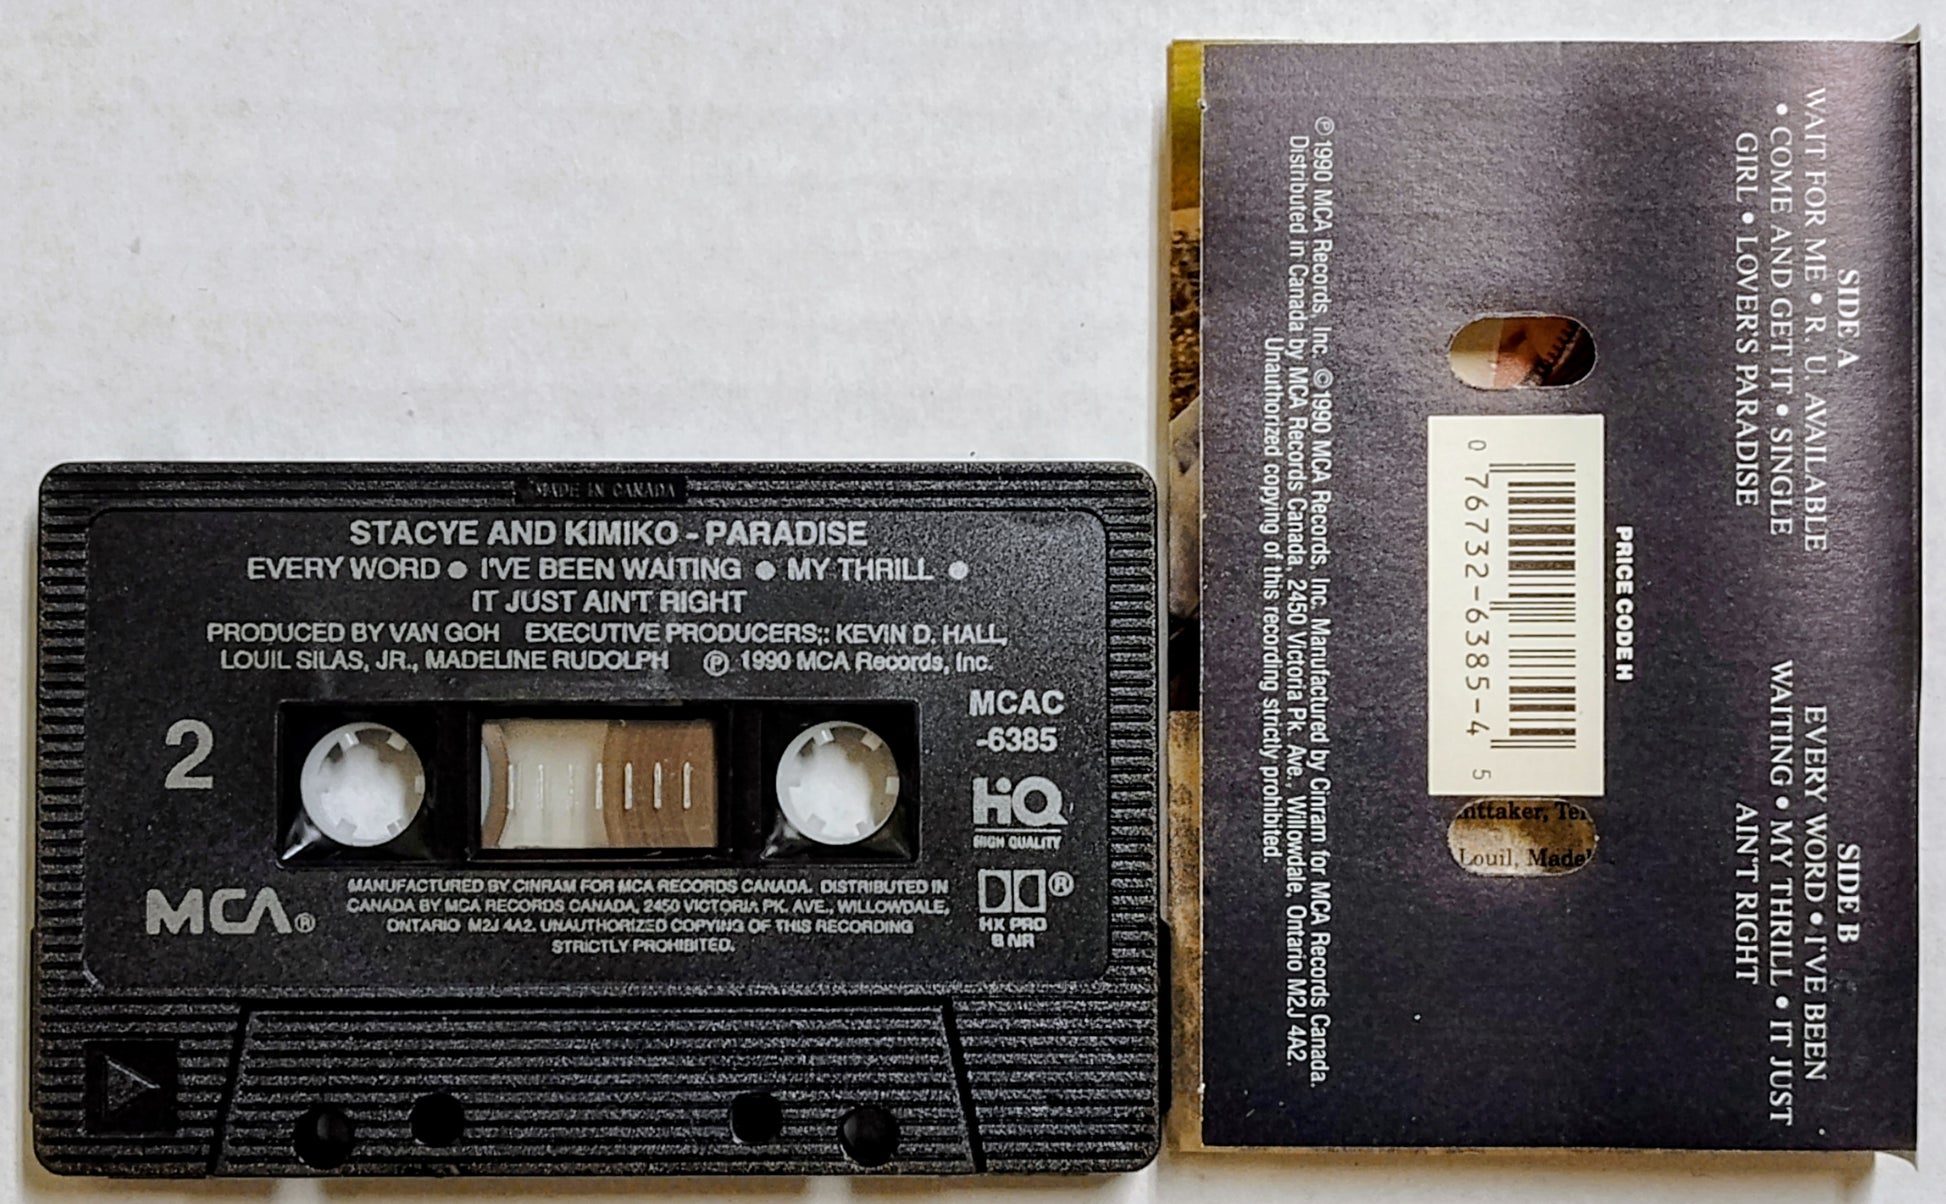 MADE IN CANADA
STACYE AND KIMIKO - PARADISE
EVERY WORD ● I'VE BEEN WAITING ● MY THRILL ●
IT JUST AIN'T RIGHT
PRODUCED BY VAN GOH EXECUTIVE PRODUCERS;: KEVIN D. HALL,
LOUIL SILAS, JR., MADELINE RUDOLPH ℗ 1990 MCA Records, Inc.
2
MCAC
-6385
HiQ
HIGH QUALITY
MCA®
MANUFACTURED BY CINRAM FOR MCA RECORDS CANADA. DISTRIBUTED IN
CANADA BY MCA RECORDS CANADA, 2450 VICTORIA PK. AVE., WILLOWDALE,
ONTARIO M2J 4A2. UNAUTHORIZED COPYING OF THIS RECORDING
STRICTLY PROHIBITED.
®
HX PRO
B NR
SIDE A
WAIT FOR ME • R. U. AVAILABLE
• COME AND GET IT • SINGLE
GIRL • LOVER'S PARADISE
SIDE B
EVERY WORD • I'VE BEEN
WAITING • MY THRILL • IT JUST
AIN'T RIGHT
PRICE CODE H
0 76732-6385-4 5
ittaker,
Louil,
℗1990 MCA Records, Inc. ©1990 MCA Records, Inc. Manufactured by Cinram for MCA Records Canada.
Distributed in Canada by MCA Records Canada, 2450 Victoria Pk. Ave., Willowdale, Ontario M2J 4A2.
Unauthorized copying of this recording strictly prohibited.